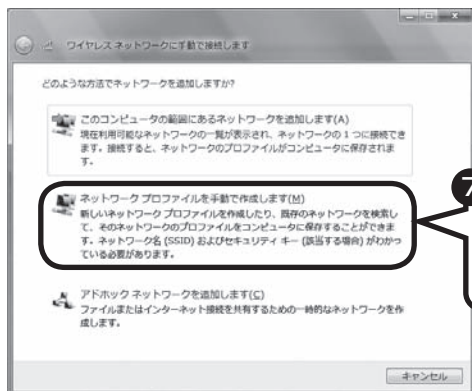 ワイヤレス ネットワークに手動で接続します
どのような方法でネットワークを追加しますか?
このコンピュータの範囲にあるネットワークを追加します(A)
現在利用可能なネットワークの一覧が表示され、ネットワークの 1 つに接続でき
ます。接続すると、ネットワークのプロファイルがコンピュータに保存されま
す。
ネットワーク プロファイルを手動で作成します(M)
新しいネットワーク プロファイルを作成したり、既存のネットワークを検索し
て、そのネットワークのプロファイルをコンピュータに保存することができま
す。ネットワーク名 (SSID) およびセキュリティ キー (該当する場合) がわかっ
ている必要があります。
アドホック ネットワークを追加します(C)
ファイルまたはインターネット接続を共有するための一時的なネットワークを作
成します。
キャンセル
7